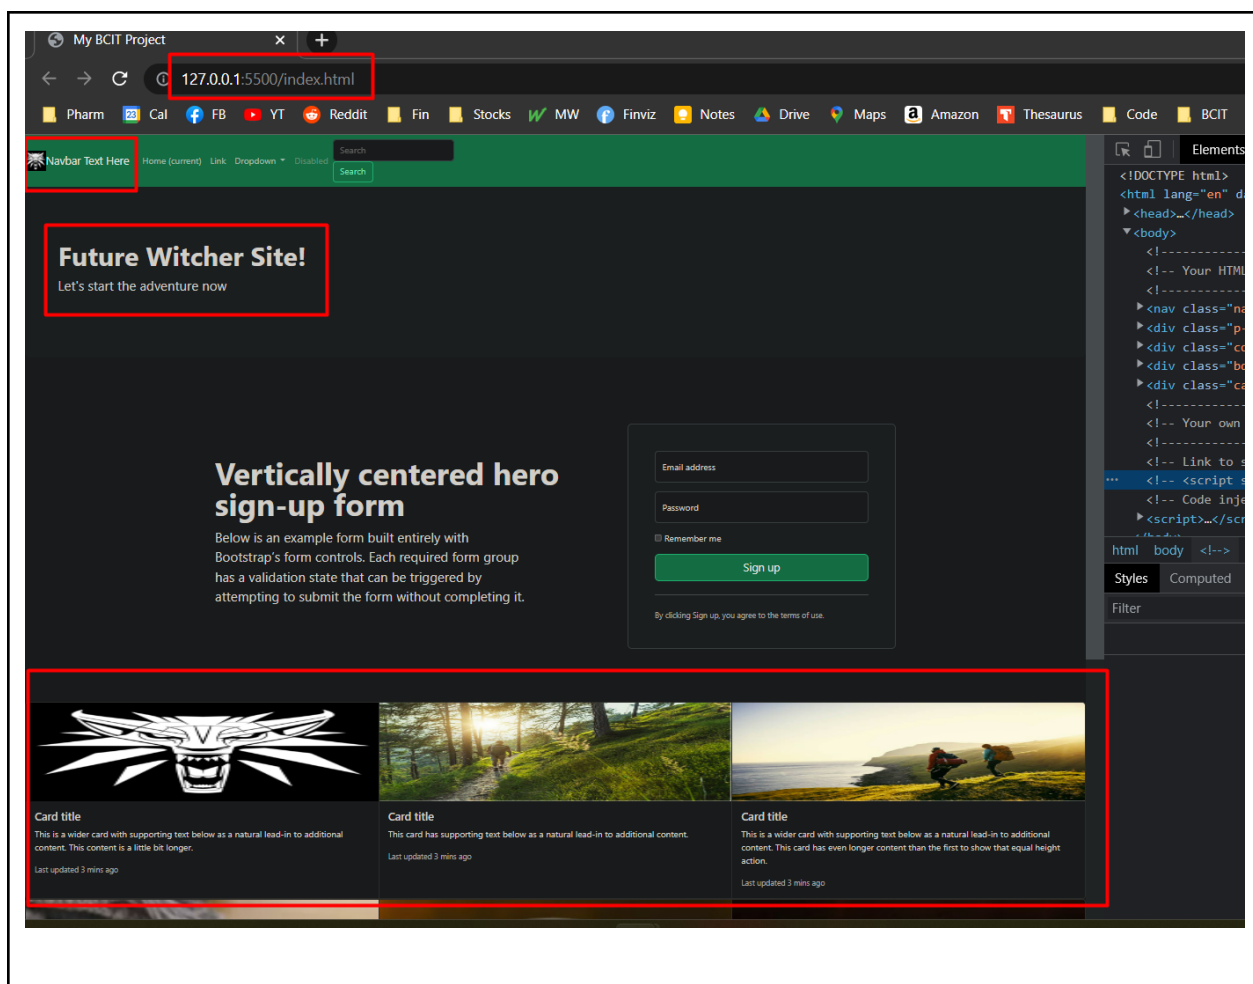 My BCIT Project
127.0.0.1:5500/index.html
Pharm 23 Cal FB YT Reddit Fin Stocks MW Finviz Notes Drive Maps Amazon Thesaurus Code BCIT
Navbar Text Here Home (current) Link Dropdown Disabled
Search
Search
Future Witcher Site!
Let's start the adventure now
Vertically centered hero
sign-up form
Below is an example form built entirely with
Bootstrap's form controls. Each required form group
has a validation state that can be triggered by
attempting to submit the form without completing it.
Email address
Password
Remember me
Sign up
By clicking Sign up, you agree to the terms of use.
Card title
This is a wider card with supporting text below as a natural lead-in to additional
content. This content is a little bit longer.
Last updated 3 mins ago
Card title
This card has supporting text below as a natural lead-in to additional content.
Last updated 3 mins ago
Card title
This is a wider card with supporting text below as a natural lead-in to additional
content. This card has even longer content than the first to show that equal height
action.
Last updated 3 mins ago
Elements
<!DOCTYPE html>
<html lang="en" d
<head>…</head>
<body>
<!------------
<!-- Your HTML
<!------------
<nav class="na
<div class="p-
<div class="co
<div class="bo
<div class="ca
<!------------
<!-- Your own
<!------------
<!-- Link to s
<!-- <script s
<!-- Code inje
<script>…</scr
html body <!-->
Styles Computed
Filter